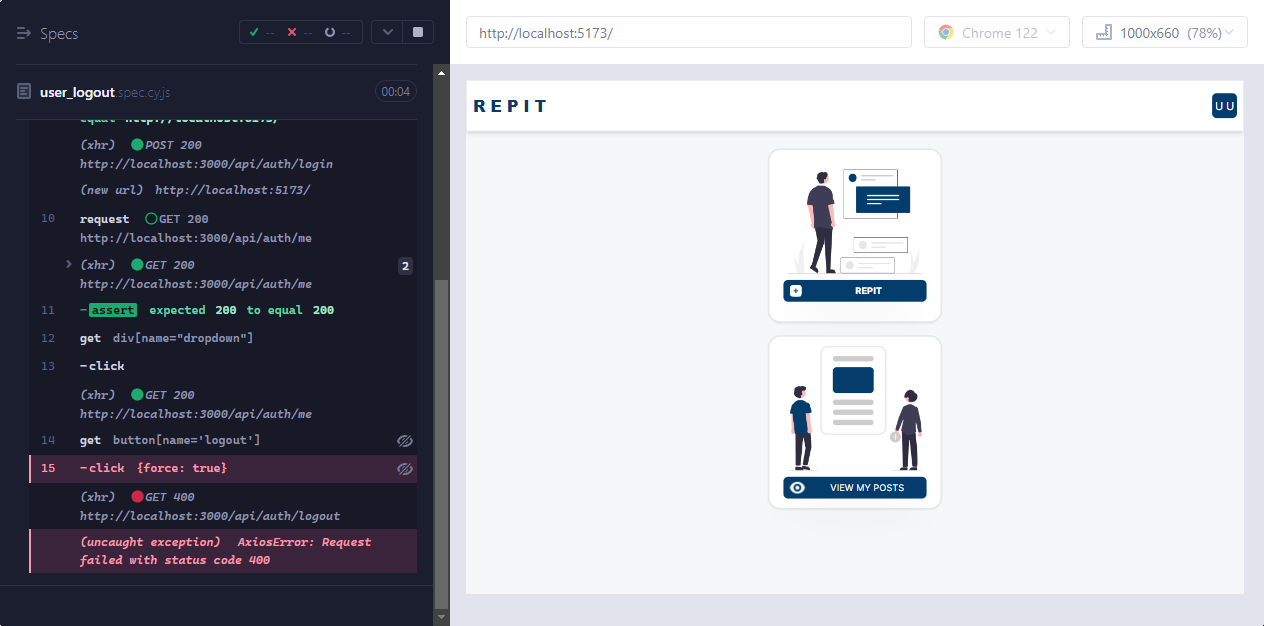 Specs
-- -- --
user_logout.spec.cy.js 00:04
equal http://localhost:5173/
(xhr) POST 200
http://localhost:3000/api/auth/login
(new url) http://localhost:5173/
10 request GET 200
http://localhost:3000/api/auth/me
(xhr) GET 200 2
http://localhost:3000/api/auth/me
11 -assert expected 200 to equal 200
12 get div[name="dropdown"]
13 -click
(xhr) GET 200
http://localhost:3000/api/auth/me
14 get button[name='logout']
15 -click {force: true}
(xhr) GET 400
http://localhost:3000/api/auth/logout
(uncaught exception) AxiosError: Request
failed with status code 400
http://localhost:5173/
Chrome 122
1000x660 (78%)
REPIT
U U
REPIT
VIEW MY POSTS